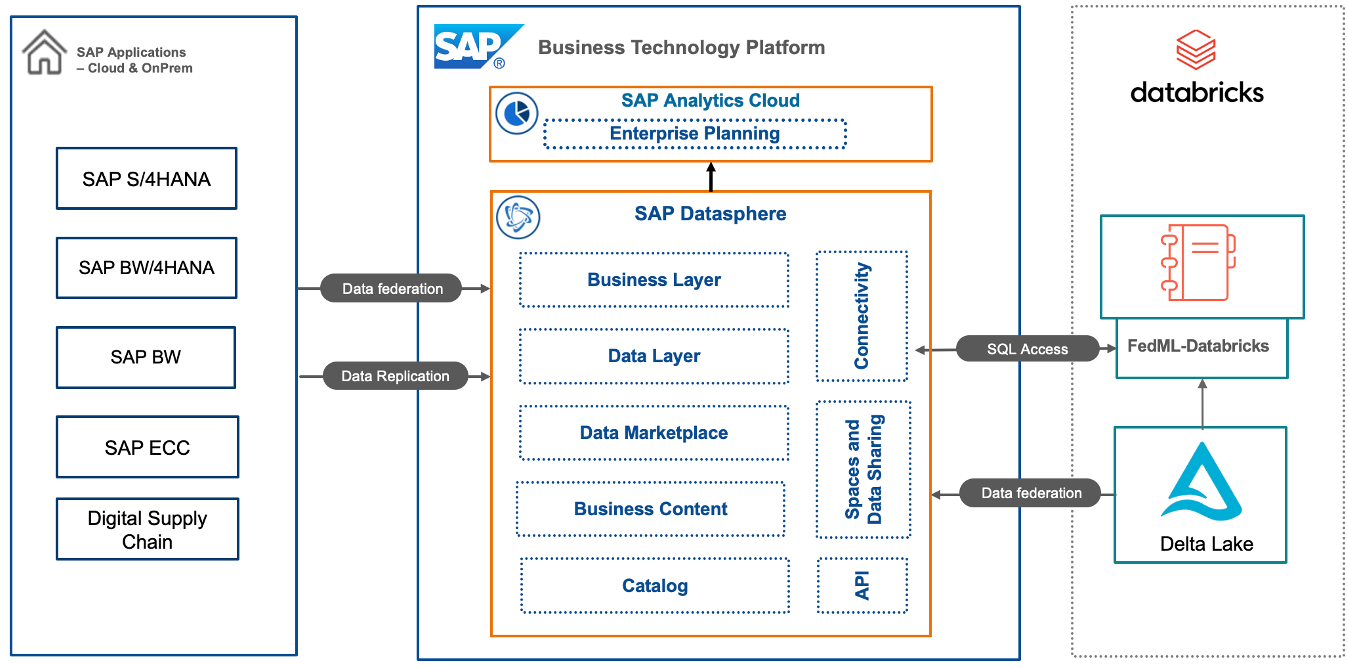 SAP Applications
– Cloud & OnPrem
SAP S/4HANA
SAP BW/4HANA
SAP BW
SAP ECC
Digital Supply
Chain
Data federation
Data Replication
SAP®
Business Technology Platform
SAP Analytics Cloud
Enterprise Planning
SAP Datasphere
Business Layer
Data Layer
Data Marketplace
Business Content
Catalog
Connectivity
Spaces and
Data Sharing
API
SQL Access
Data federation
databricks
FedML-Databricks
Delta Lake